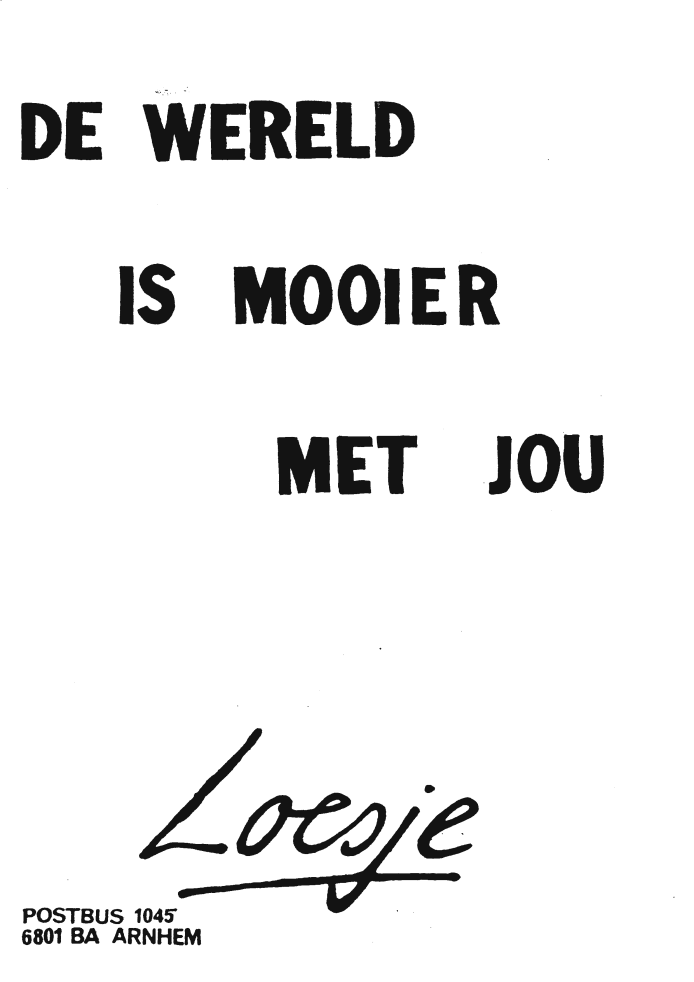 DE WERELD
IS MOOIER
MET JOU
Loesje
POSTBUS 1045
6801 BA ARNHEM